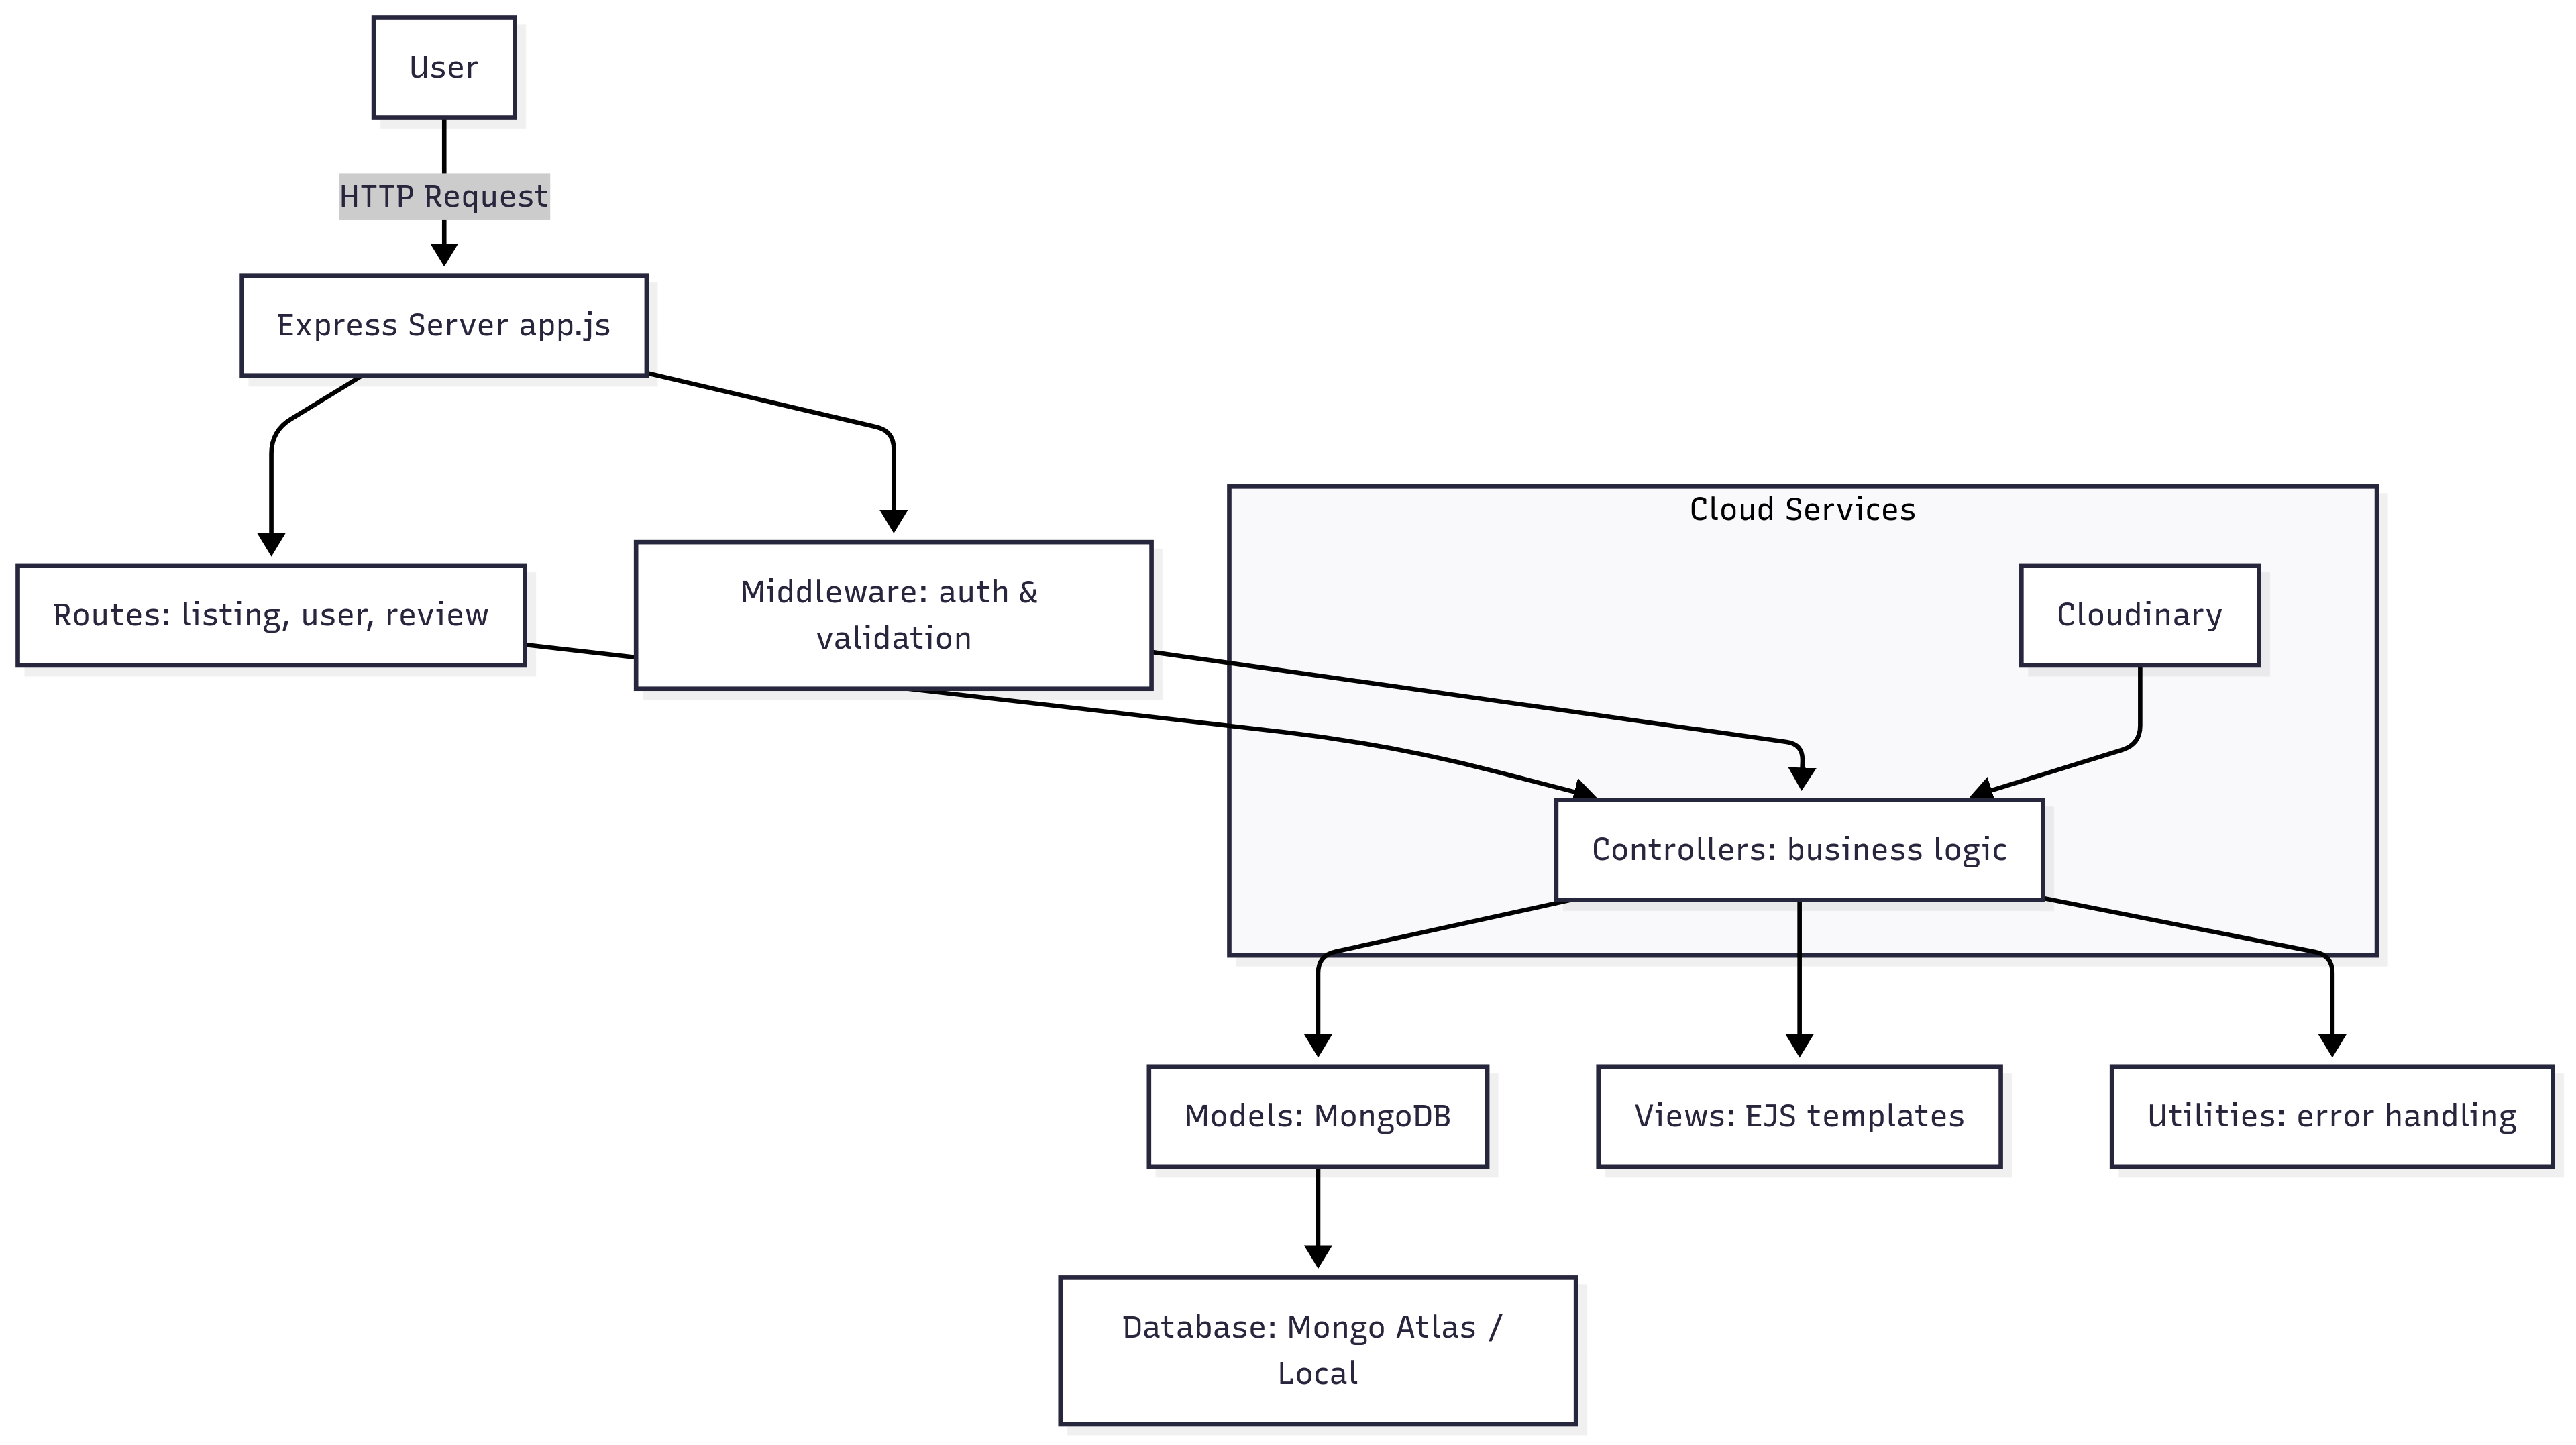 User
HTTP Request
Express Server app.js
Routes: listing, user, review
Middleware: auth &
validation
Cloud Services
Cloudinary
Controllers: business logic
Models: MongoDB
Views: EJS templates
Utilities: error handling
Database: Mongo Atlas /
Local